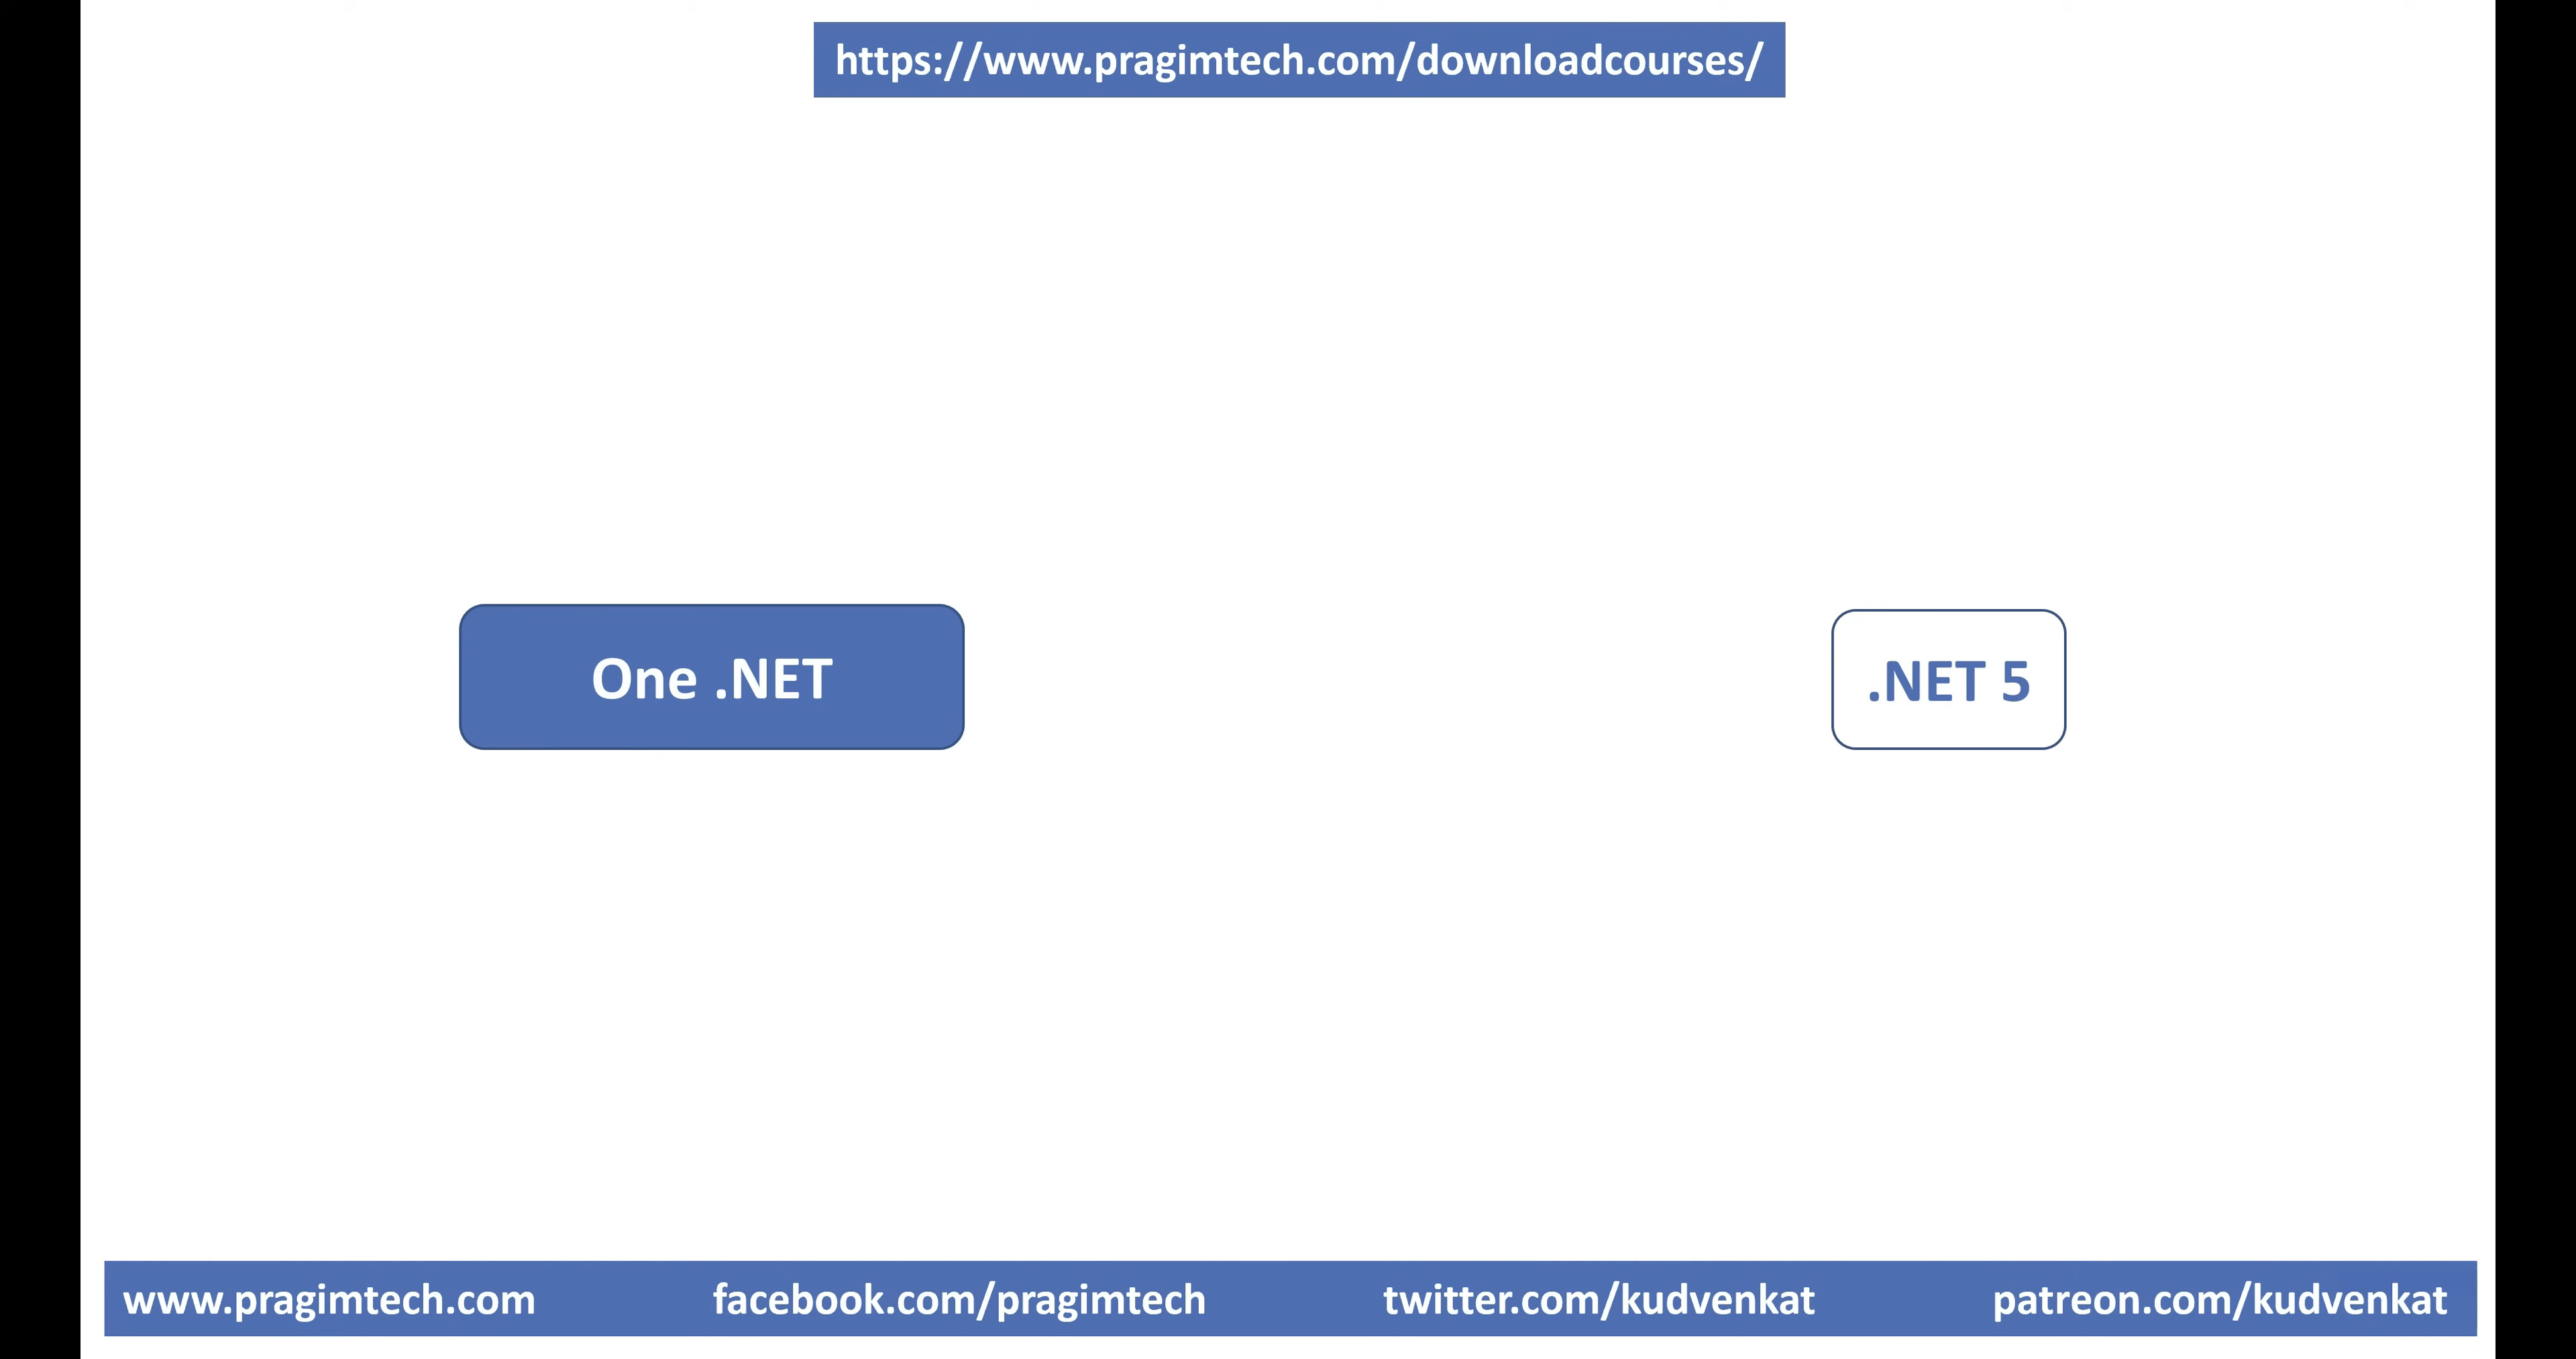 https://www.pragimtech.com/downloadcourses/
One .NET
.NET 5
www.pragimtech.com facebook.com/pragimtech twitter.com/kudvenkat patreon.com/kudvenkat